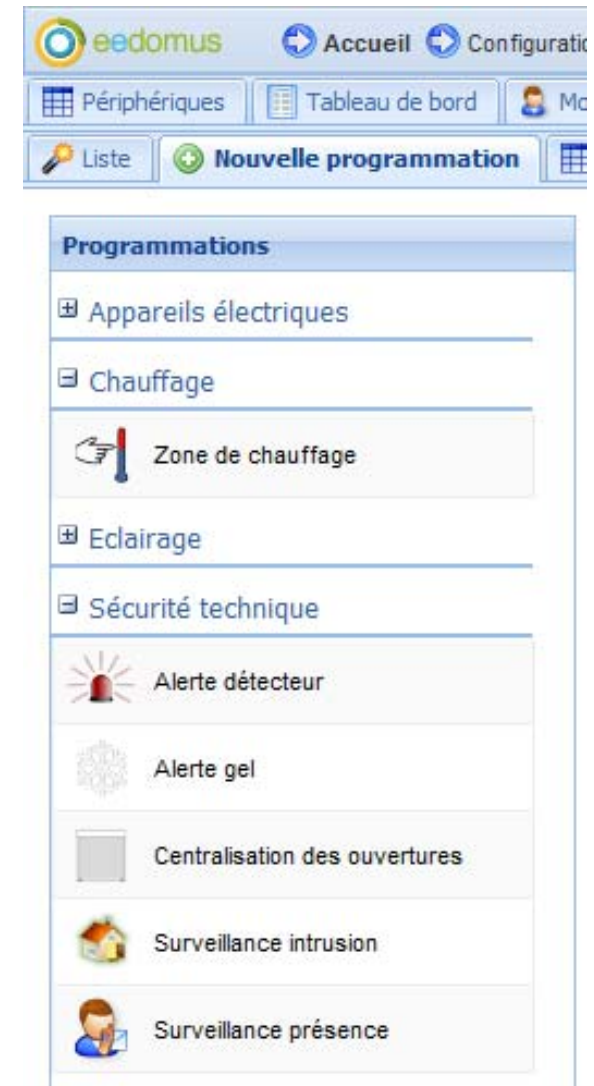 eedomus Accueil
Périphériques Tableau de bord
Liste Nouvelle programmation
Programmations
Appareils électriques
Chauffage
Zone de chauffage
Eclairage
Sécurité technique
Alerte détecteur
Alerte gel
Centralisation des ouvertures
Surveillance intrusion
Surveillance présence